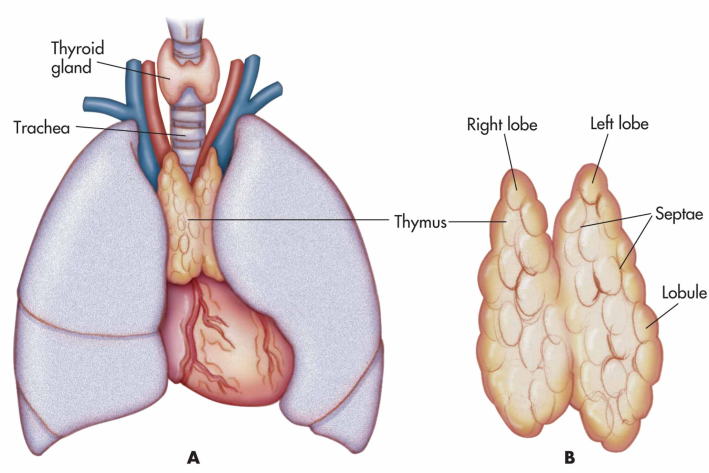 Thyroid
gland
Trachea
Thymus
A
Right lobe
Left lobe
Septae
Lobule
B